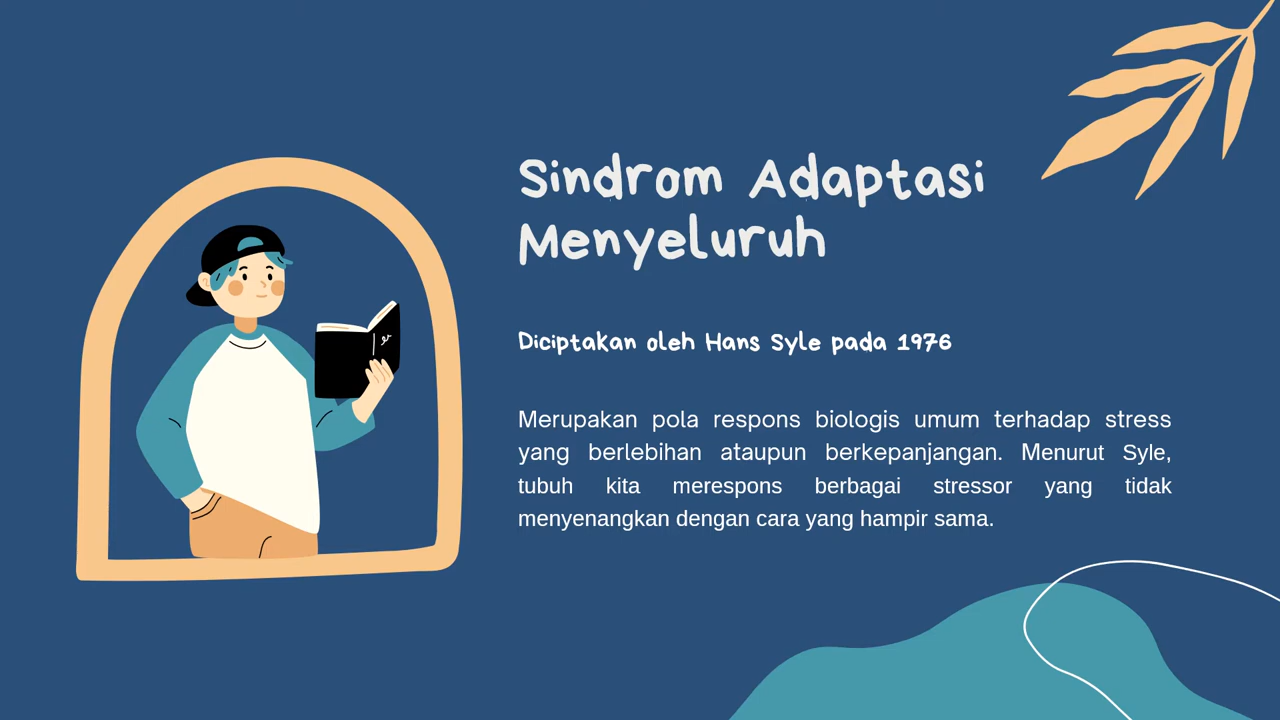 Sindrom Adaptasi
Menyeluruh
Diciptakan oleh Hans Syle pada 1976
Merupakan pola respons biologis umum terhadap stress
yang berlebihan ataupun berkepanjangan. Menurut Syle,
tubuh kita merespons berbagai stressor yang tidak
menyenangkan dengan cara yang hampir sama.